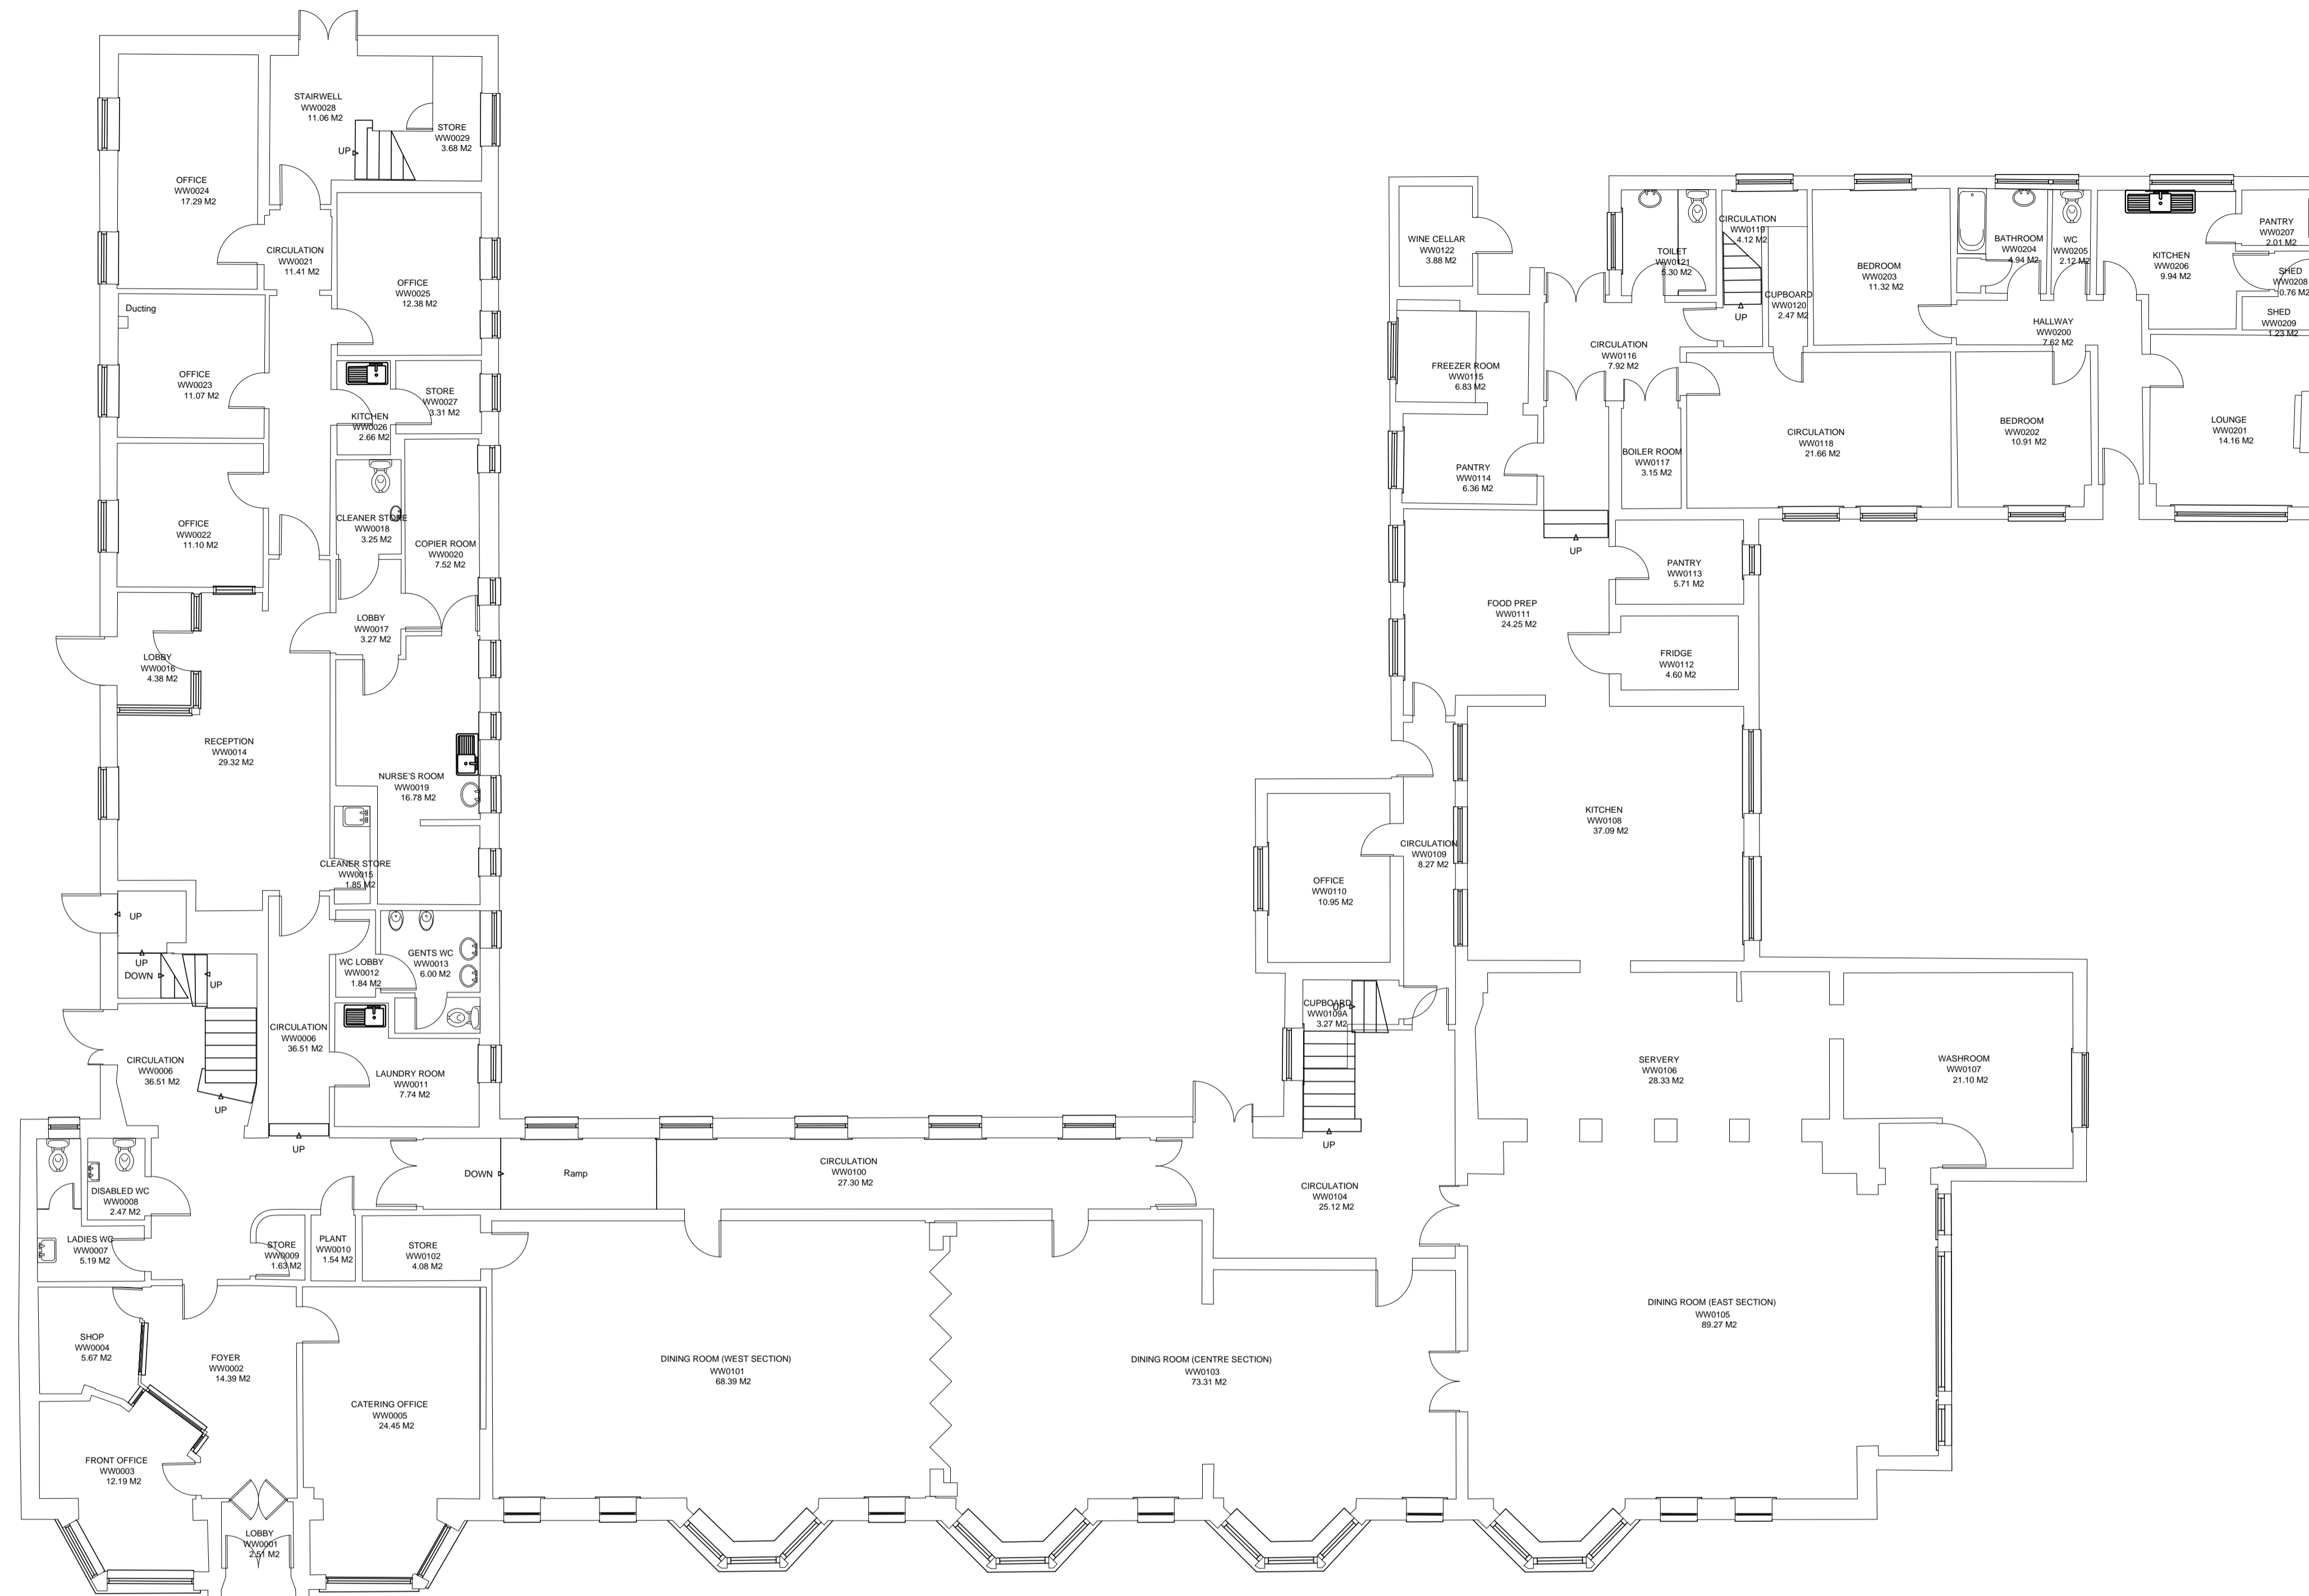 STAIRWELL
WW0028
11.06 M2
STORE
WW0029
3.68 M2
UP
OFFICE
WW0024
17.29 M2
CIRCULATION
WW0021
11.41 M2
OFFICE
WW0025
12.38 M2
Ducting
OFFICE
WW0023
11.07 M2
STORE
WW0027
3.31 M2
KITCHEN
WW0026
2.66 M2
OFFICE
WW0022
11.10 M2
CLEANER STORE
WW0018
3.25 M2
COPIER ROOM
WW0020
7.52 M2
LOBBY
WW0017
3.27 M2
LOBBY
WW0016
4.38 M2
RECEPTION
WW0014
29.32 M2
NURSE'S ROOM
WW0019
16.78 M2
CLEANER STORE
WW0015
1.85 M2
UP
UP
DOWN
UP
WC LOBBY
WW0012
1.84 M2
GENTS WC
WW0013
6.00 M2
CIRCULATION
WW0006
36.51 M2
CIRCULATION
WW0006
36.51 M2
UP
LAUNDRY ROOM
WW0011
7.74 M2
UP
DISABLED WC
WW0008
2.47 M2
LADIES WC
WW0007
5.19 M2
STORE
WW0009
1.63 M2
PLANT
WW0010
1.54 M2
STORE
WW0102
4.08 M2
DOWN
Ramp
CIRCULATION
WW0100
27.30 M2
SHOP
WW0004
5.67 M2
FOYER
WW0002
14.39 M2
CATERING OFFICE
WW0005
24.45 M2
FRONT OFFICE
WW0003
12.19 M2
LOBBY
WW0001
2.51 M2
DINING ROOM (WEST SECTION)
WW0101
68.39 M2
DINING ROOM (CENTRE SECTION)
WW0103
73.31 M2
DINING ROOM (EAST SECTION)
WW0105
89.27 M2
WINE CELLAR
WW0122
3.88 M2
TOILET
WW0121
5.30 M2
CIRCULATION
WW0119
4.12 M2
CUPBOARD
WW0120
2.47 M2
UP
BEDROOM
WW0203
11.32 M2
BATHROOM
WW0204
4.94 M2
WC
WW0205
2.12 M2
KITCHEN
WW0206
9.94 M2
PANTRY
WW0207
2.01 M2
SHED
WW0208
0.76 M2
SHED
WW0209
1.23 M2
HALLWAY
WW0200
7.62 M2
FREEZER ROOM
WW0115
6.83 M2
CIRCULATION
WW0116
7.92 M2
PANTRY
WW0114
6.36 M2
BOILER ROOM
WW0117
3.15 M2
CIRCULATION
WW0118
21.66 M2
BEDROOM
WW0202
10.91 M2
LOUNGE
WW0201
14.16 M2
UP
PANTRY
WW0113
5.71 M2
FOOD PREP
WW0111
24.25 M2
FRIDGE
WW0112
4.60 M2
KITCHEN
WW0108
37.09 M2
CIRCULATION
WW0109
8.27 M2
OFFICE
WW0110
10.95 M2
CUPBOARD
UP
WW0109A
3.27 M2
UP
CIRCULATION
WW0104
25.12 M2
SERVERY
WW0106
28.33 M2
WASHROOM
WW0107
21.10 M2